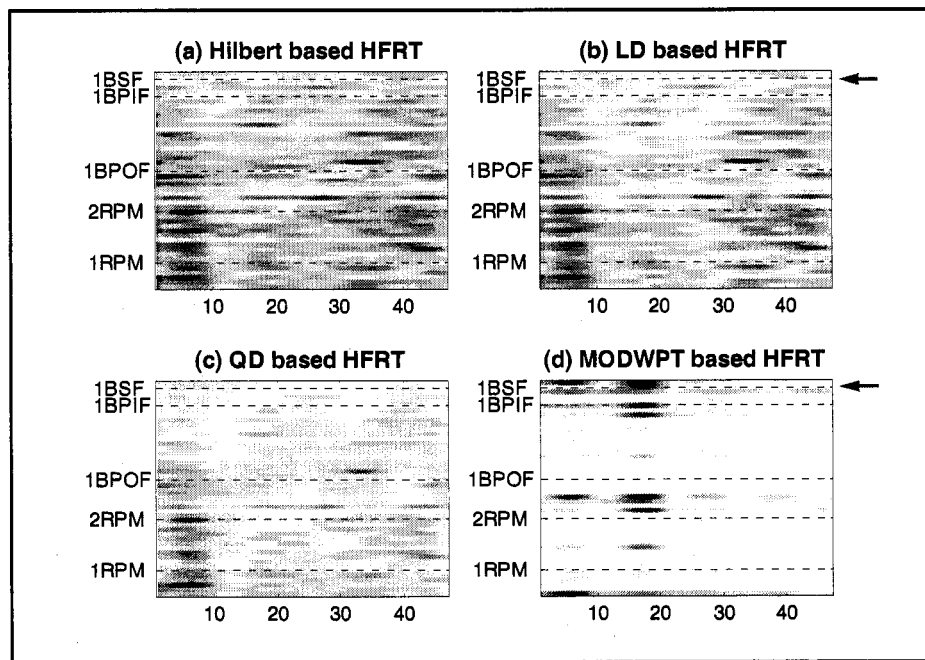 (a) Hilbert based HFRT
1BSF
1BPIF
1BPOF
2RPM
1RPM
10 20 30 40
(b) LD based HFRT
1BSF
1BPIF
1BPOF
2RPM
1RPM
10 20 30 40
(c) QD based HFRT
1BSF
1BPIF
1BPOF
2RPM
1RPM
10 20 30 40
(d) MODWPT based HFRT
1BSF
1BPIF
1BPOF
2RPM
1RPM
10 20 30 40